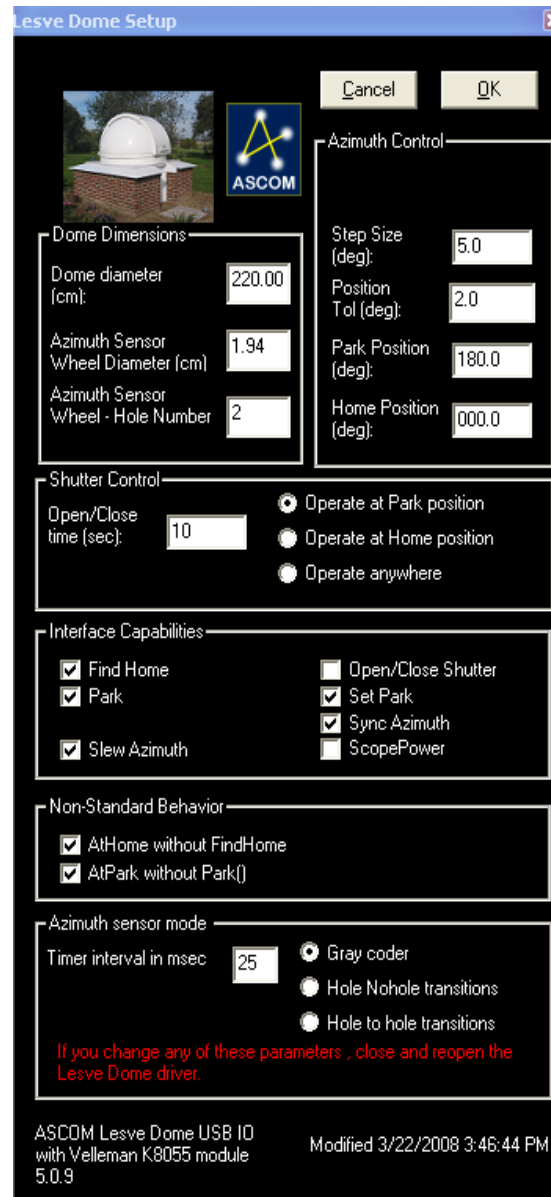 Lesve Dome Setup
Cancel
OK
ASCOM
Azimuth Control
Step Size
(deg):
5.0
Position
Tol (deg):
2.0
Park Position
(deg):
180.0
Home Position
(deg):
000.0
Dome Dimensions
Dome diameter
(cm):
220.00
Azimuth Sensor
Wheel Diameter (cm)
1.94
Azimuth Sensor
Wheel - Hole Number
2
Shutter Control
Open/Close
time (sec):
10
Operate at Park position
Operate at Home position
Operate anywhere
Interface Capabilities
Find Home
Park
Slew Azimuth
Open/Close Shutter
Set Park
Sync Azimuth
ScopePower
Non-Standard Behavior
AtHome without FindHome
AtPark without Park()
Azimuth sensor mode
Timer interval in msec
25
Gray coder
Hole Nohole transitions
Hole to hole transitions
If you change any of these parameters , close and reopen the
Lesve Dome driver.
ASCOM Lesve Dome USB IO
with Velleman K8055 module
5.0.9
Modified 3/22/2008 3:46:44 PM